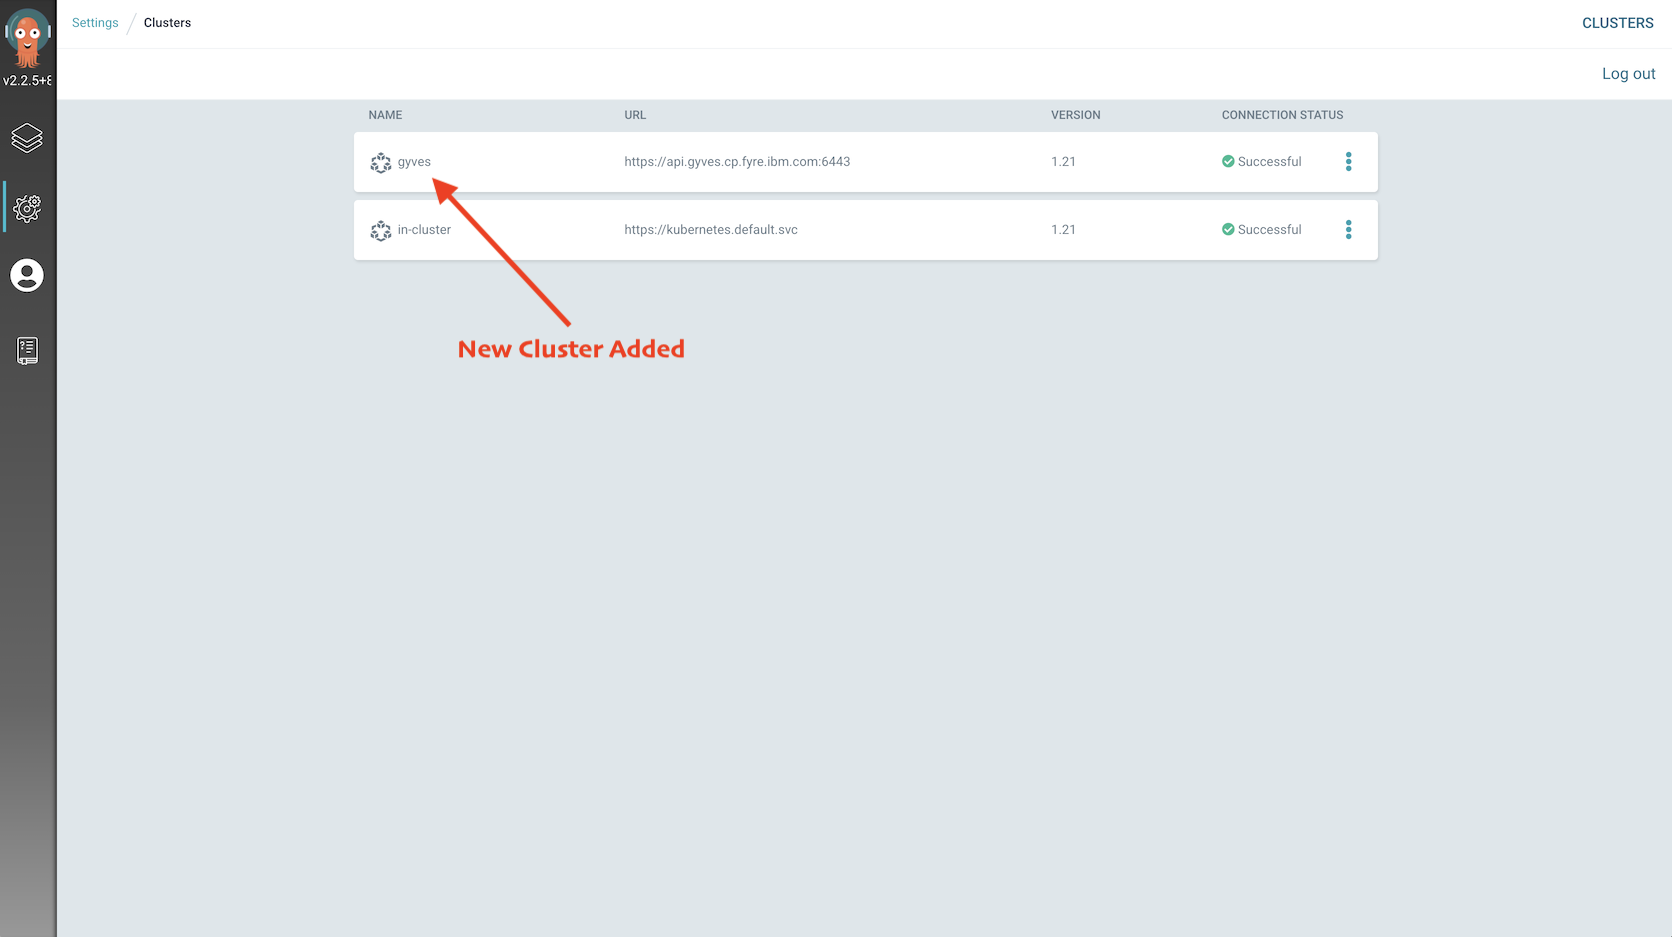 Settings / Clusters
CLUSTERS
v2.2.5+8
Log out
NAME URL VERSION CONNECTION STATUS
gyves https://api.gyves.cp.fyre.ibm.com:6443 1.21 Successful
in-cluster https://kubernetes.default.svc 1.21 Successful
New Cluster Added